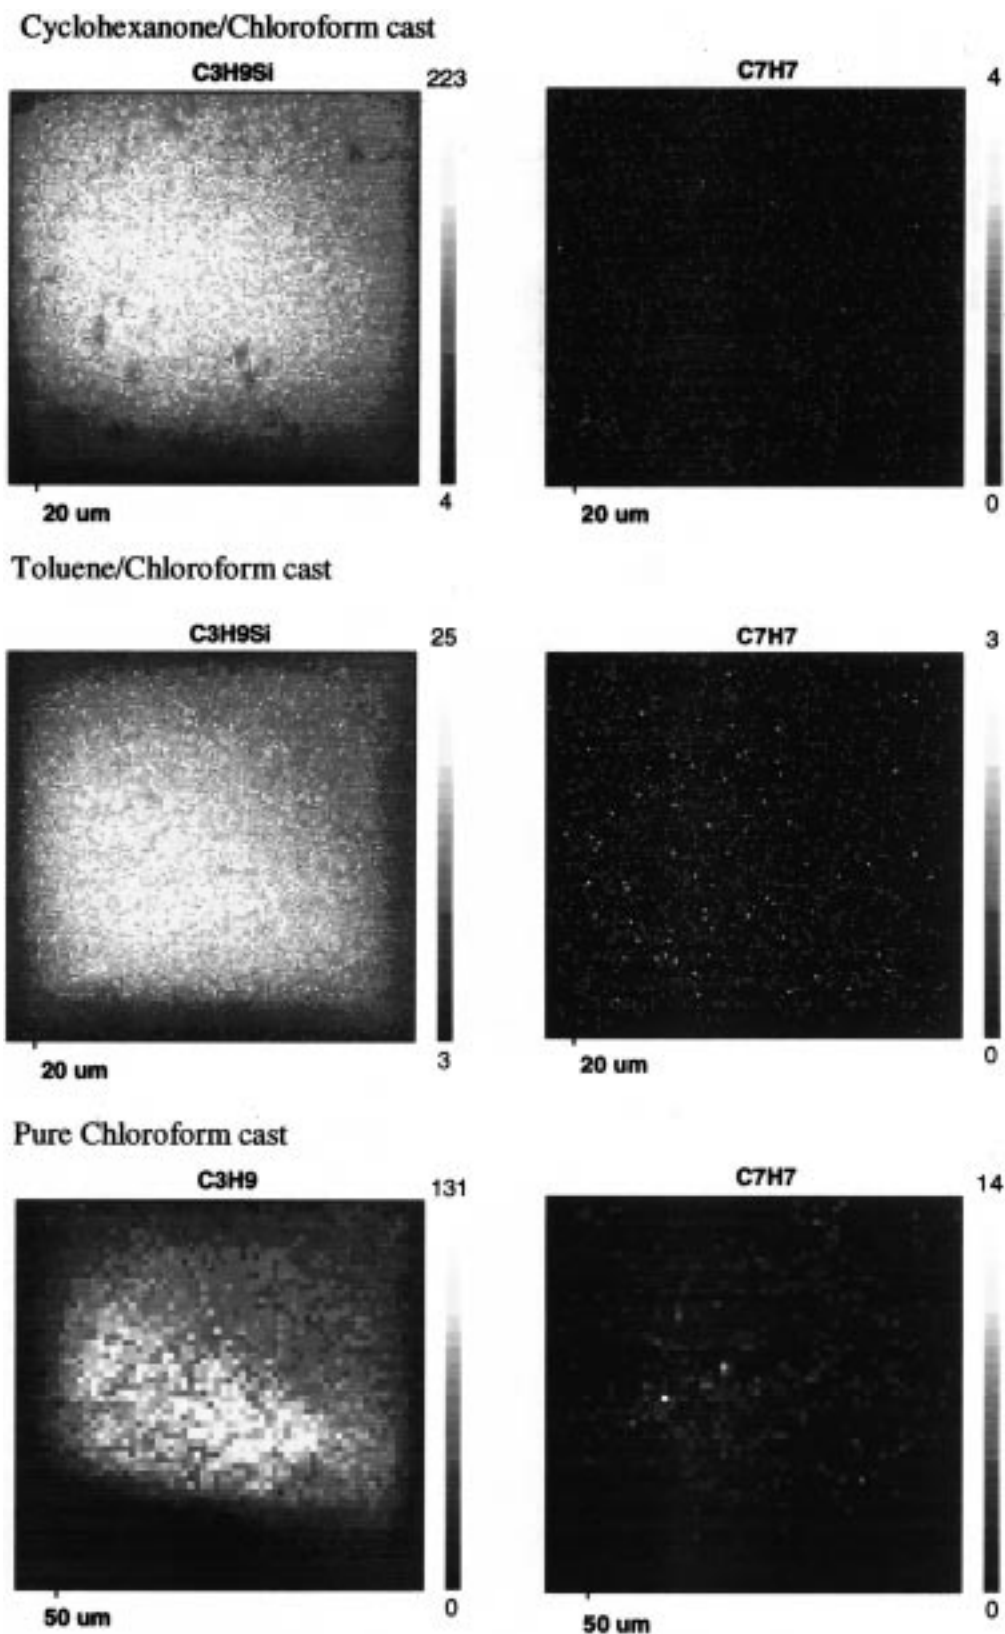 Cyclohexanone/Chloroform cast
C3H9Si 223
C7H7 4
4
0
20 um
20 um
Toluene/Chloroform cast
C3H9Si 25
C7H7 3
3
0
20 um
20 um
Pure Chloroform cast
C3H9 131
C7H7 14
0
0
50 um
50 um